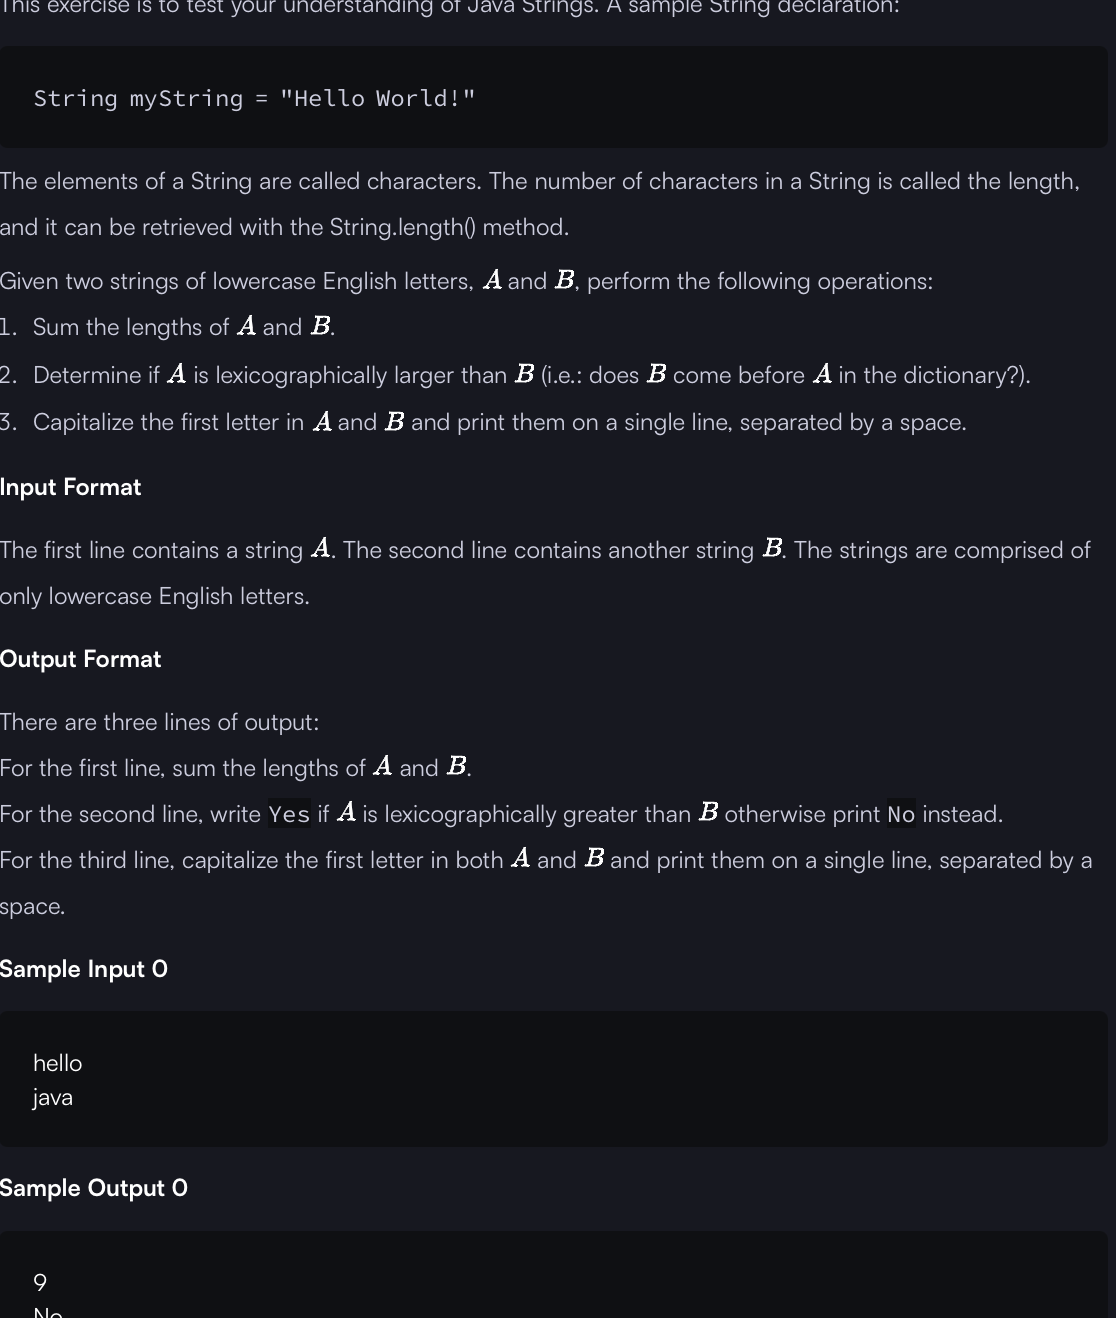 This exercise is to test your understanding of Java Strings. A sample String declaration:
String myString = "Hello World!"
The elements of a String are called characters. The number of characters in a String is called the length,
and it can be retrieved with the String.length() method.
Given two strings of lowercase English letters, A and B, perform the following operations:
1. Sum the lengths of A and B.
2. Determine if A is lexicographically larger than B (i.e.: does B come before A in the dictionary?).
3. Capitalize the first letter in A and B and print them on a single line, separated by a space.
Input Format
The first line contains a string A. The second line contains another string B. The strings are comprised of
only lowercase English letters.
Output Format
There are three lines of output:
For the first line, sum the lengths of A and B.
For the second line, write Yes if A is lexicographically greater than B otherwise print No instead.
For the third line, capitalize the first letter in both A and B and print them on a single line, separated by a
space.
Sample Input 0
hello
java
Sample Output 0
9
No